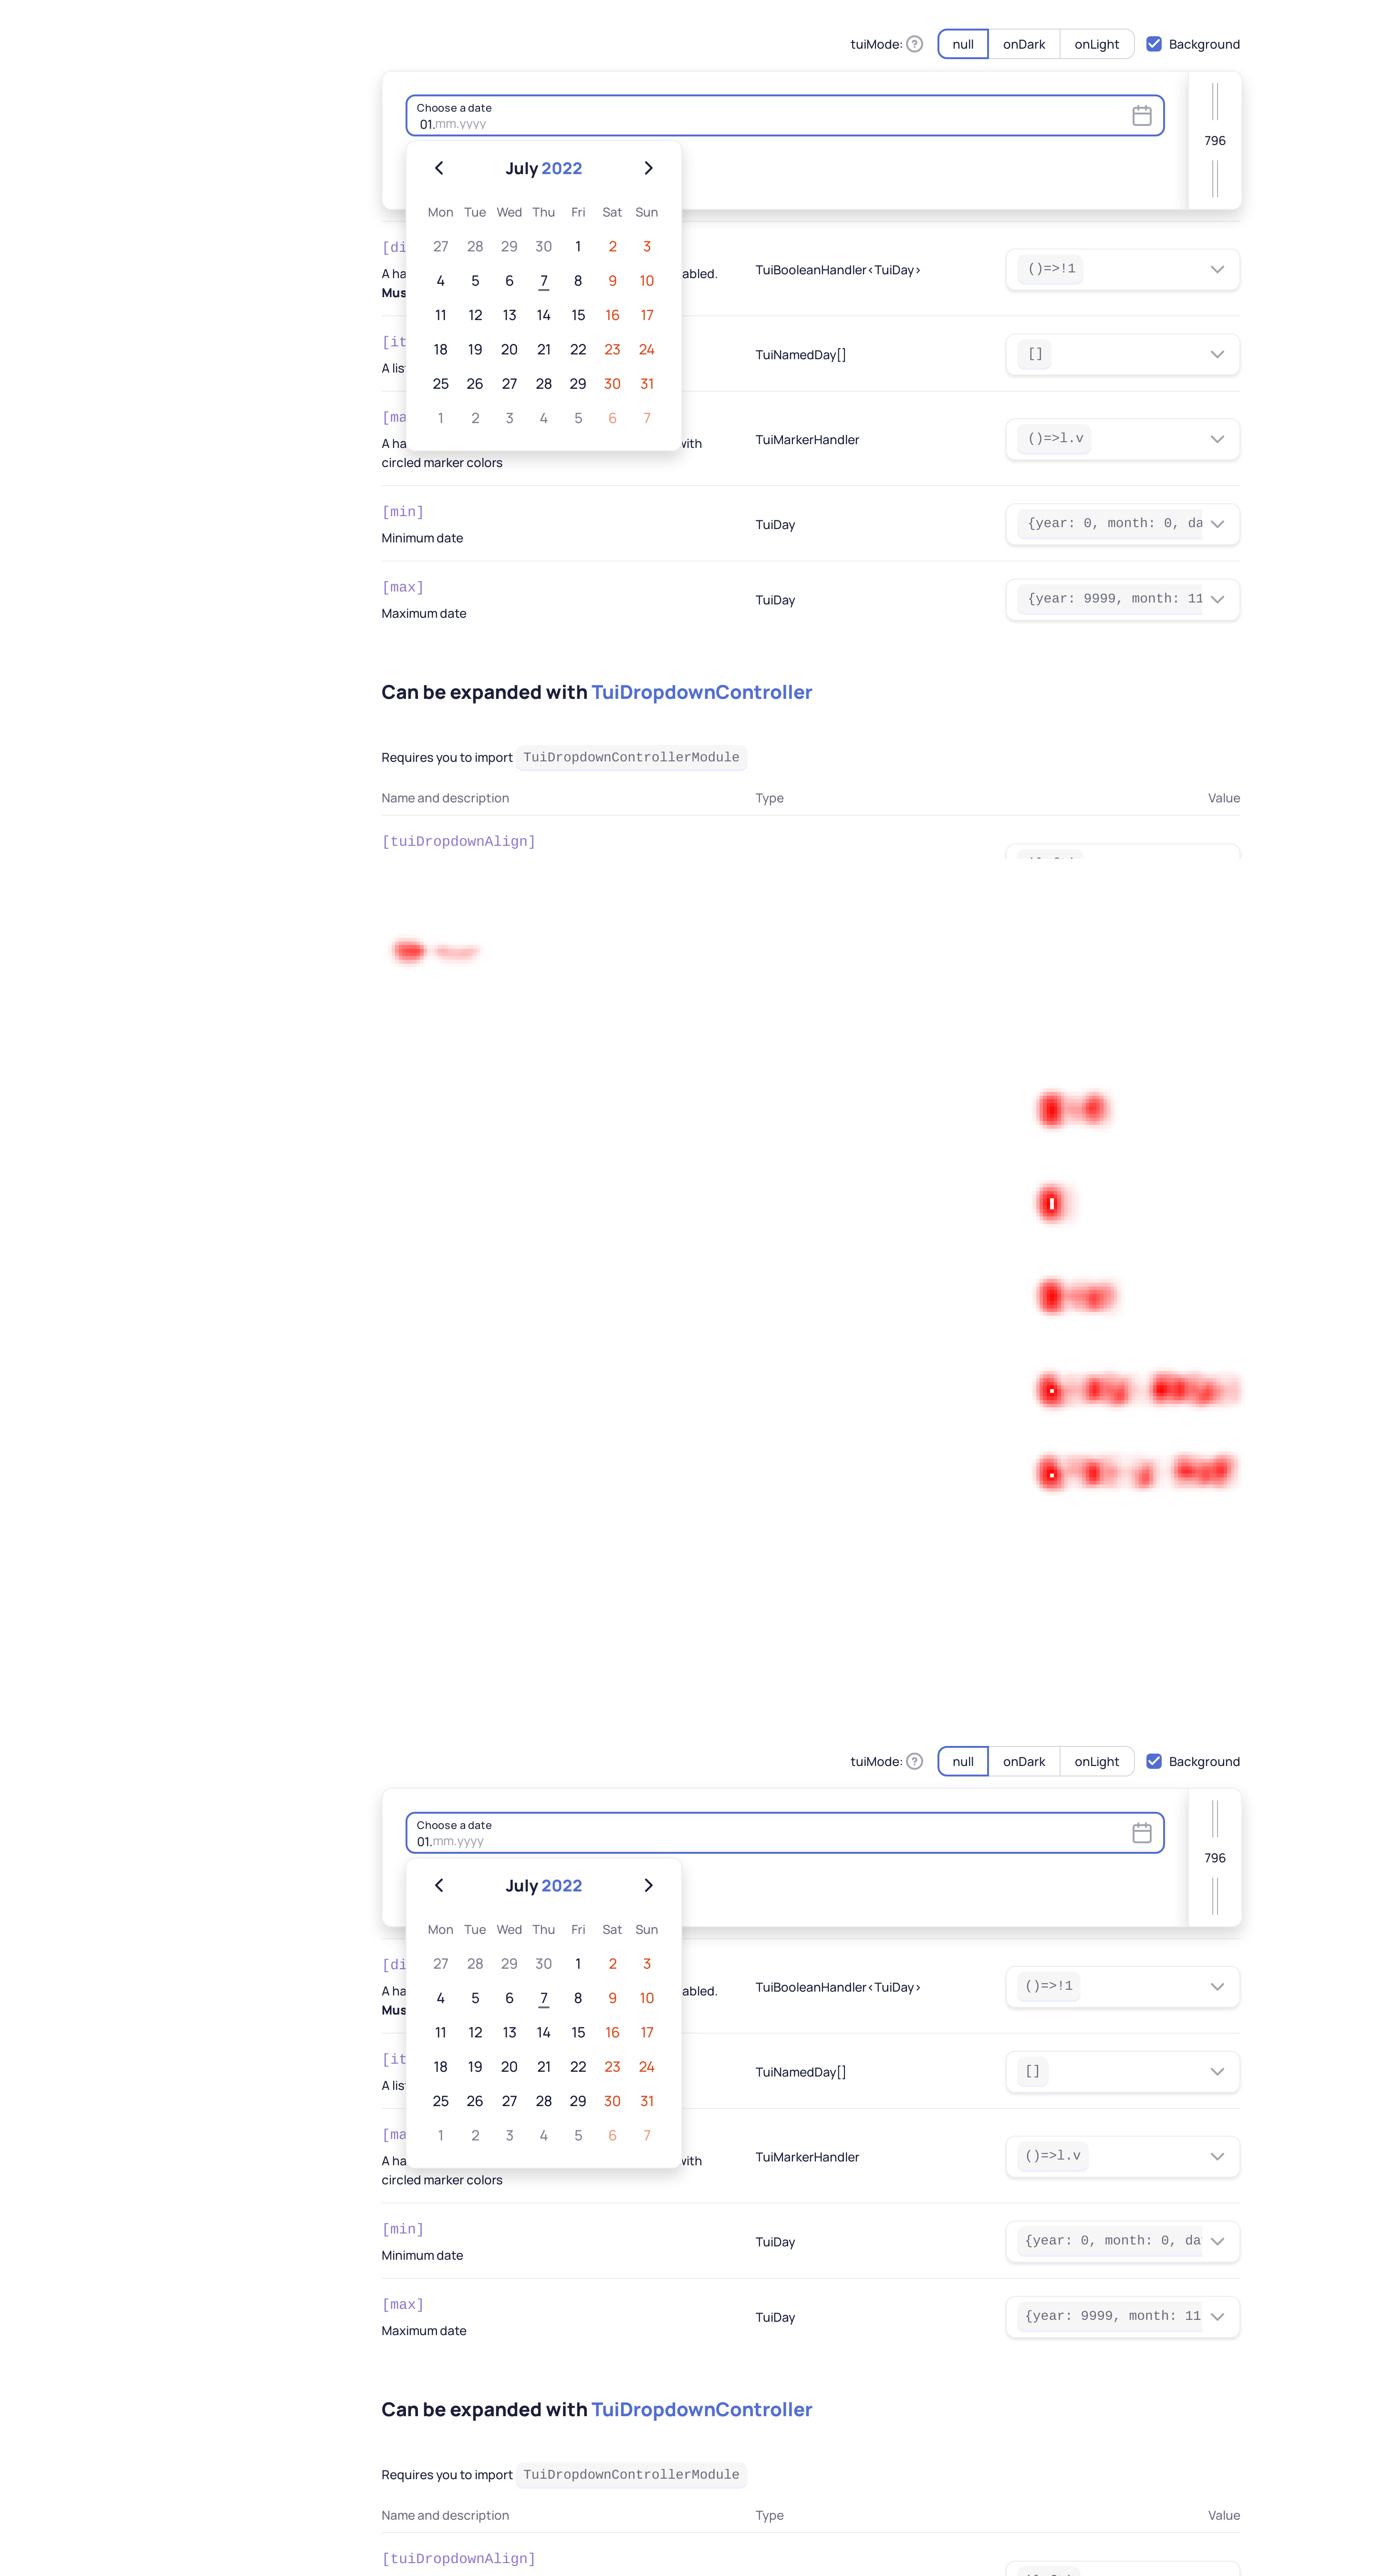 tuiMode: ? null onDark onLight Background
Choose a date
01.mm.yyyy
796
July 2022
Mon Tue Wed Thu Fri Sat Sun
27 28 29 30 1 2 3
4 5 6 7 8 9 10
11 12 13 14 15 16 17
18 19 20 21 22 23 24
25 26 27 28 29 30 31
1 2 3 4 5 6 7
[di
A ha abled.
Mus
TuiBooleanHandler<TuiDay>
()=>!1
[it
A lis
TuiNamedDay[]
[]
[ma
A ha with
circled marker colors
TuiMarkerHandler
()=>l.v
[min]
Minimum date
TuiDay
{year: 0, month: 0, da
[max]
Maximum date
TuiDay
{year: 9999, month: 11
Can be expanded with TuiDropdownController
Requires you to import TuiDropdownControllerModule
Name and description Type Value
[tuiDropdownAlign]
tuiMode: ? null onDark onLight Background
Choose a date
01.mm.yyyy
796
July 2022
Mon Tue Wed Thu Fri Sat Sun
27 28 29 30 1 2 3
4 5 6 7 8 9 10
11 12 13 14 15 16 17
18 19 20 21 22 23 24
25 26 27 28 29 30 31
1 2 3 4 5 6 7
[di
A ha abled.
Mus
TuiBooleanHandler<TuiDay>
()=>!1
[it
A lis
TuiNamedDay[]
[]
[ma
A ha with
circled marker colors
TuiMarkerHandler
()=>l.v
[min]
Minimum date
TuiDay
{year: 0, month: 0, da
[max]
Maximum date
TuiDay
{year: 9999, month: 11
Can be expanded with TuiDropdownController
Requires you to import TuiDropdownControllerModule
Name and description Type Value
[tuiDropdownAlign]